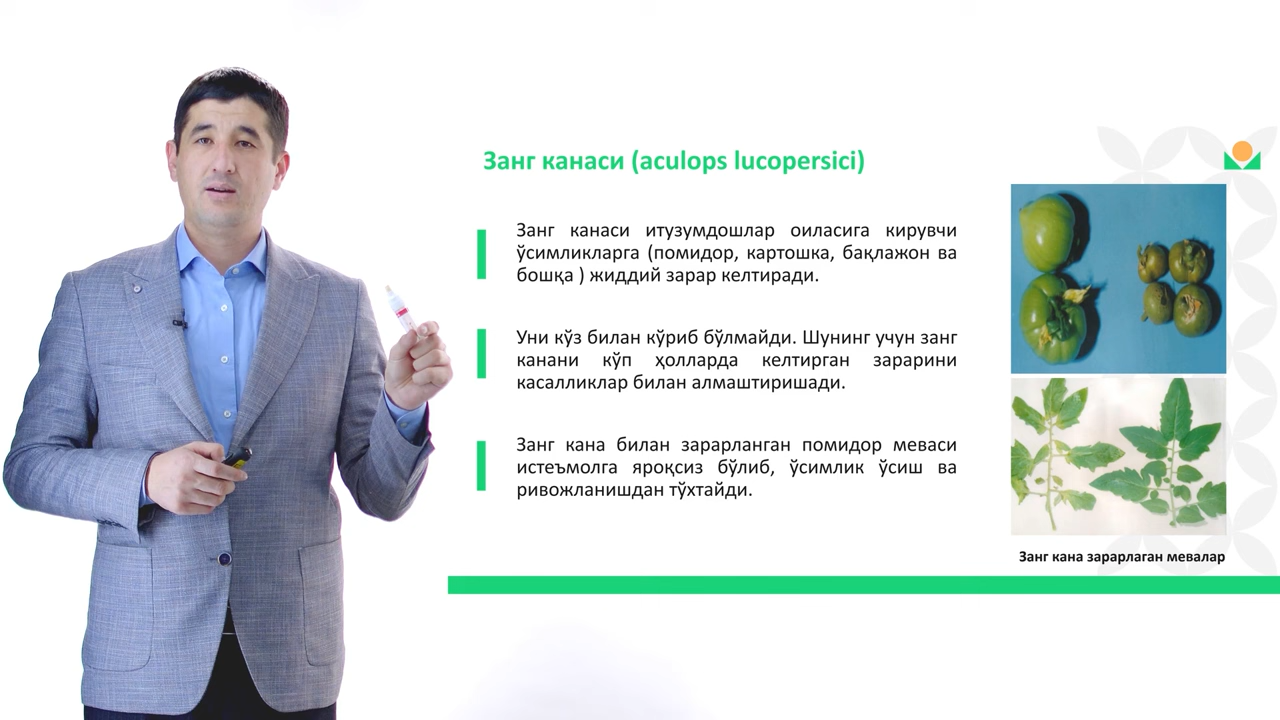 Занг канаси (aculops lucopersici)
Занг канаси итузумдошлар оиласига кирувчи
ўсимликларга (помидор, картошка, бақлажон ва
бошқа ) жиддий зарар келтиради.
Уни кўз билан кўриб бўлмайди. Шунинг учун занг
канани кўп ҳолларда келтирган зарарини
касалликлар билан алмаштиришади.
Занг кана билан зарарланган помидор меваси
истеъмолга яроқсиз бўлиб, ўсимлик ўсиш ва
ривожланишдан тўхтайди.
Занг кана зарарлаган мевалар